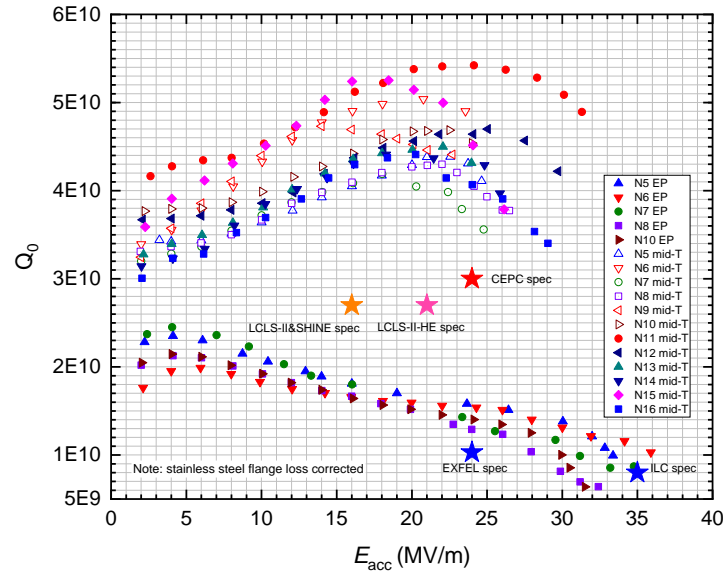 6E10
5E10
4E10
3E10
2E10
1E10
5E9
Q0
0
5
10
15
20
25
30
35
40
Eacc (MV/m)
N5 EP
N6 EP
N7 EP
N8 EP
N10 EP
N5 mid-T
N6 mid-T
N7 mid-T
N8 mid-T
N9 mid-T
N10 mid-T
N11 mid-T
N12 mid-T
N13 mid-T
N14 mid-T
N15 mid-T
N16 mid-T
CEPC spec
LCLS-II&SHINE spec
LCLS-II-HE spec
Note: stainless steel flange loss corrected
EXFEL spec
ILC spec